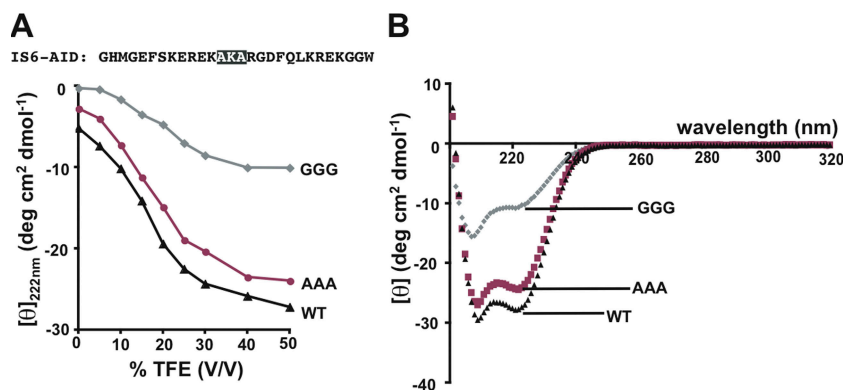 A
IS6-AID: GHMGEFSKEREKAKARGDFQLKREKGGW
0
-10
-20
-30
[θ]222nm (deg cm2 dmol-1)
GGG
AAA
WT
0 10 20 30 40 50
% TFE (V/V)
B
10
0
-10
-20
-30
-40
[θ] (deg cm2 dmol-1)
wavelength (nm)
220 240 260 280 300 320
GGG
AAA
WT